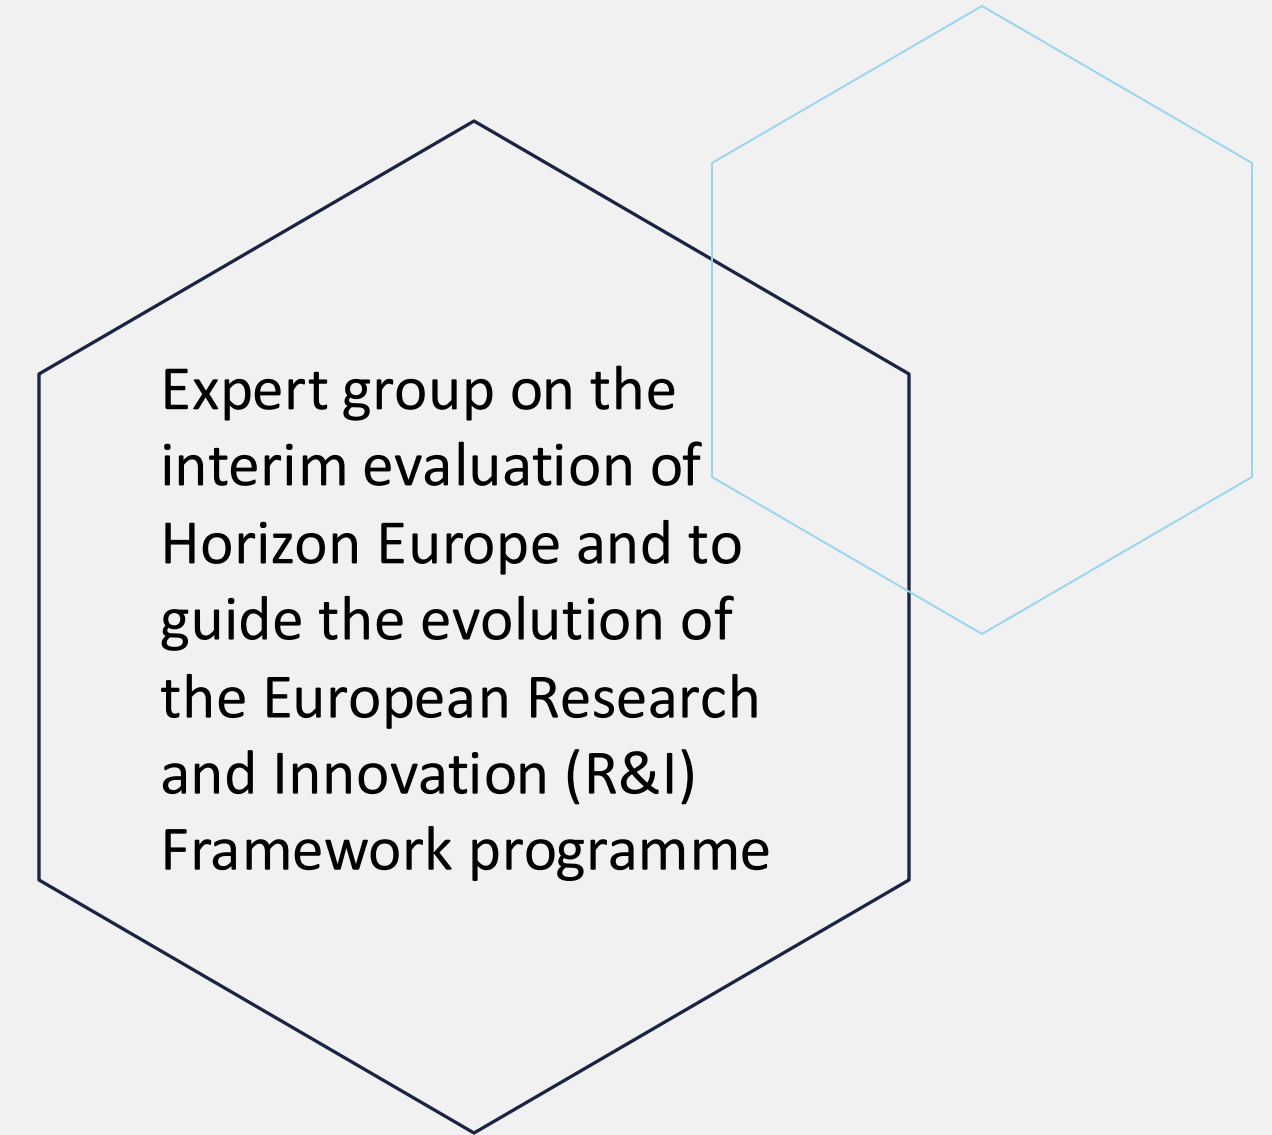 Expert group on the
interim evaluation of
Horizon Europe and to
guide the evolution of
the European Research
and Innovation (R&I)
Framework programme